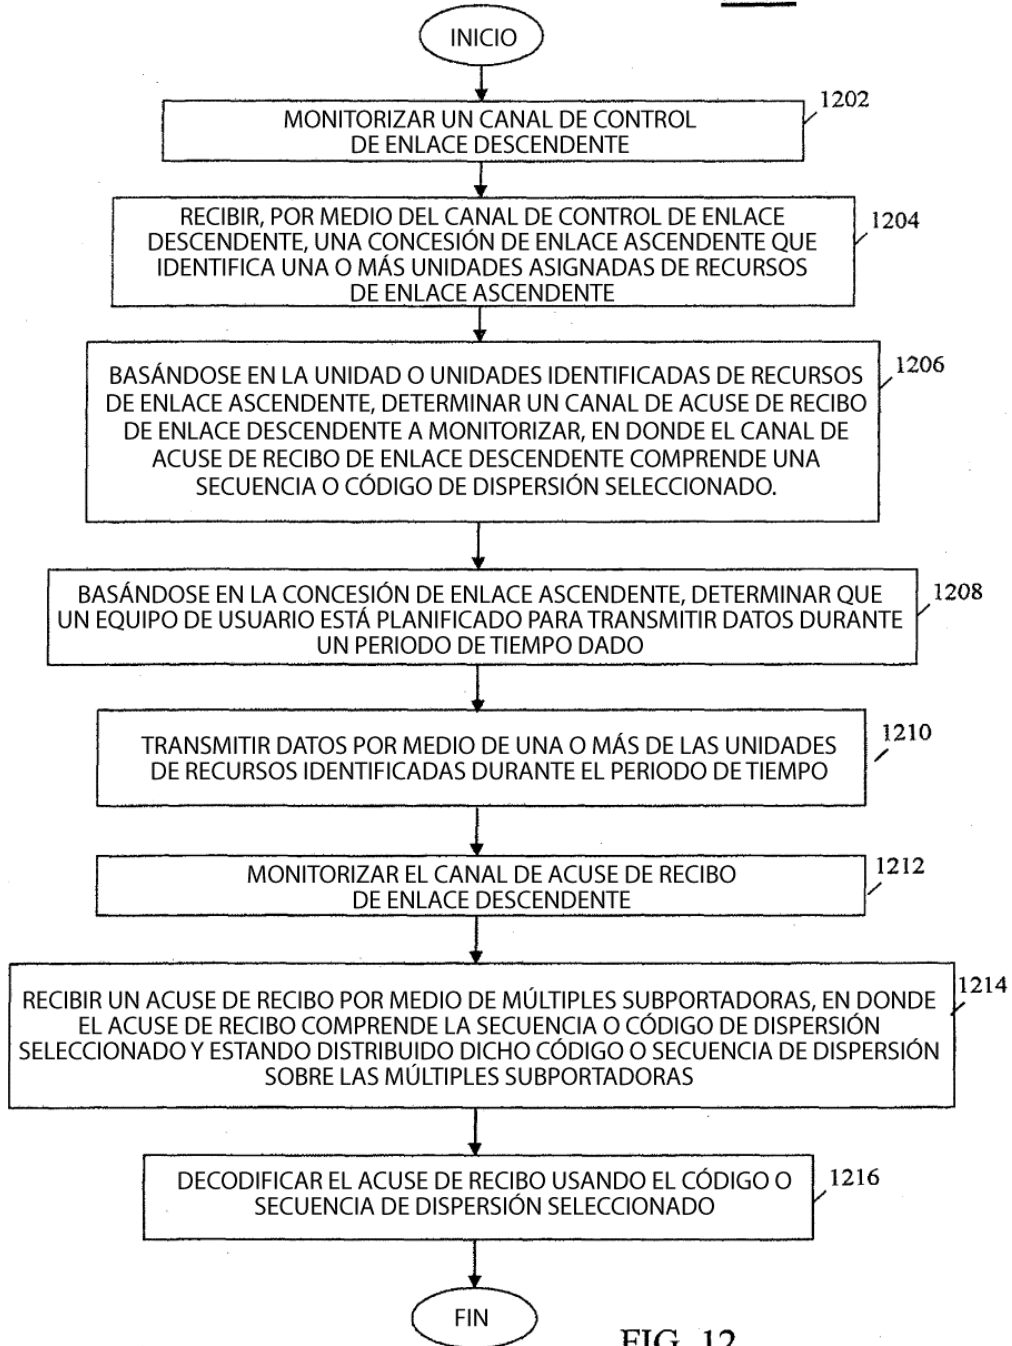 INICIO
MONITORIZAR UN CANAL DE CONTROL
DE ENLACE DESCENDENTE
1202
RECIBIR, POR MEDIO DEL CANAL DE CONTROL DE ENLACE
DESCENDENTE, UNA CONCESIÓN DE ENLACE ASCENDENTE QUE
IDENTIFICA UNA O MÁS UNIDADES ASIGNADAS DE RECURSOS
DE ENLACE ASCENDENTE
1204
BASÁNDOSE EN LA UNIDAD O UNIDADES IDENTIFICADAS DE RECURSOS
DE ENLACE ASCENDENTE, DETERMINAR UN CANAL DE ACUSE DE RECIBO
DE ENLACE DESCENDENTE A MONITORIZAR, EN DONDE EL CANAL DE
ACUSE DE RECIBO DE ENLACE DESCENDENTE COMPRENDE UNA
SECUENCIA O CÓDIGO DE DISPERSIÓN SELECCIONADO.
1206
BASÁNDOSE EN LA CONCESIÓN DE ENLACE ASCENDENTE, DETERMINAR QUE
UN EQUIPO DE USUARIO ESTÁ PLANIFICADO PARA TRANSMITIR DATOS DURANTE
UN PERIODO DE TIEMPO DADO
1208
TRANSMITIR DATOS POR MEDIO DE UNA O MÁS DE LAS UNIDADES
DE RECURSOS IDENTIFICADAS DURANTE EL PERIODO DE TIEMPO
1210
MONITORIZAR EL CANAL DE ACUSE DE RECIBO
DE ENLACE DESCENDENTE
1212
RECIBIR UN ACUSE DE RECIBO POR MEDIO DE MÚLTIPLES SUBPORTADORAS, EN DONDE
EL ACUSE DE RECIBO COMPRENDE LA SECUENCIA O CÓDIGO DE DISPERSIÓN
SELECCIONADO Y ESTANDO DISTRIBUIDO DICHO CÓDIGO O SECUENCIA DE DISPERSIÓN
SOBRE LAS MÚLTIPLES SUBPORTADORAS
1214
DECODIFICAR EL ACUSE DE RECIBO USANDO EL CÓDIGO O
SECUENCIA DE DISPERSIÓN SELECCIONADO
1216
FIN
FIG. 12